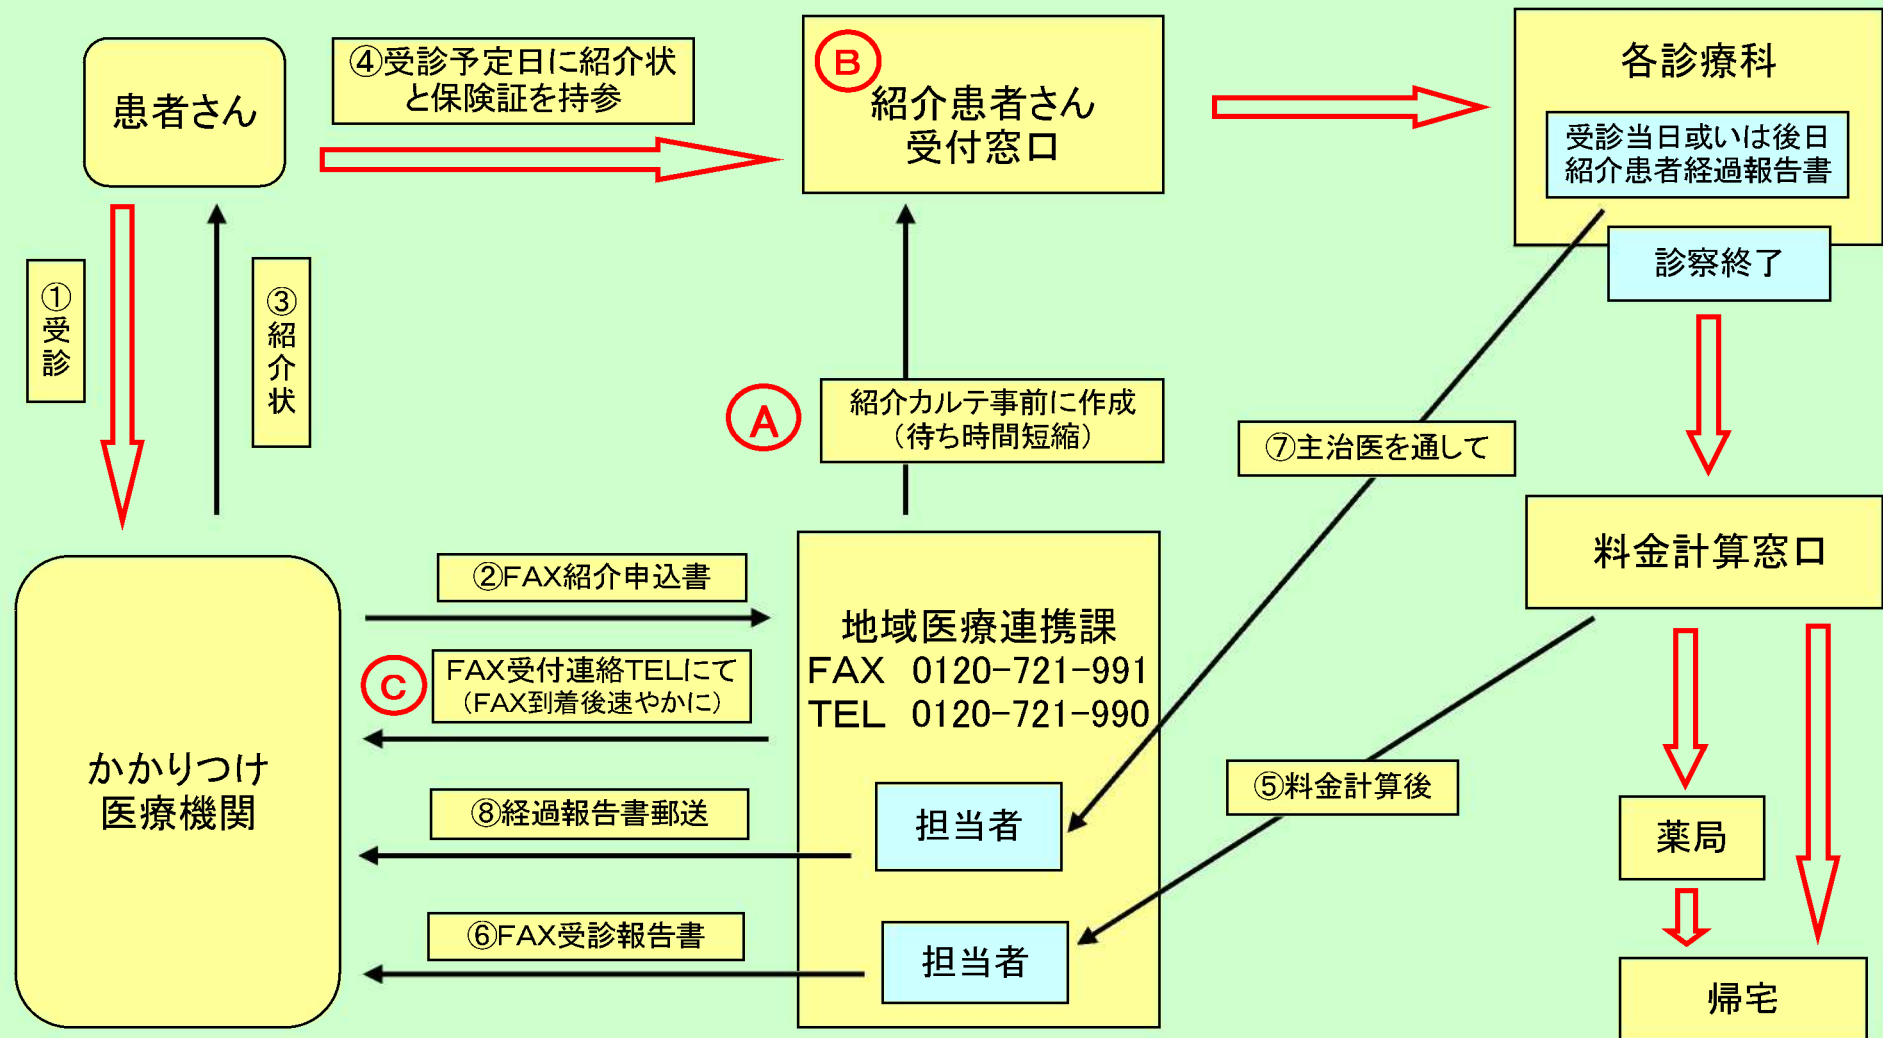 患者さん
④受診予定日に紹介状
と保険証を持参
B
紹介患者さん
受付窓口
各診療科
受診当日或いは後日
紹介患者経過報告書
診察終了
①受診
③紹介状
A
紹介カルテ事前に作成
(待ち時間短縮)
⑦主治医を通して
料金計算窓口
②FAX紹介申込書
C
FAX受付連絡TELにて
(FAX到着後速やかに)
地域医療連携課
FAX 0120-721-991
TEL 0120-721-990
かかりつけ
医療機関
⑧経過報告書郵送
担当者
⑤料金計算後
薬局
⑥FAX受診報告書
担当者
帰宅